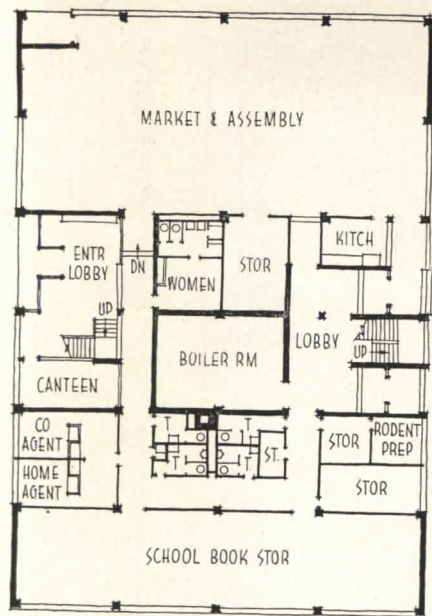 MARKET & ASSEMBLY
ENTR
LOBBY
DN
WOMEN
STOR
KITCH
UP
BOILER RM
LOBBY
UP
CANTEEN
CO
AGENT
HOME
AGENT
T
T
T
T.
ST.
STOR
RODENT
PREP
STOR
SCHOOL BOOK STOR